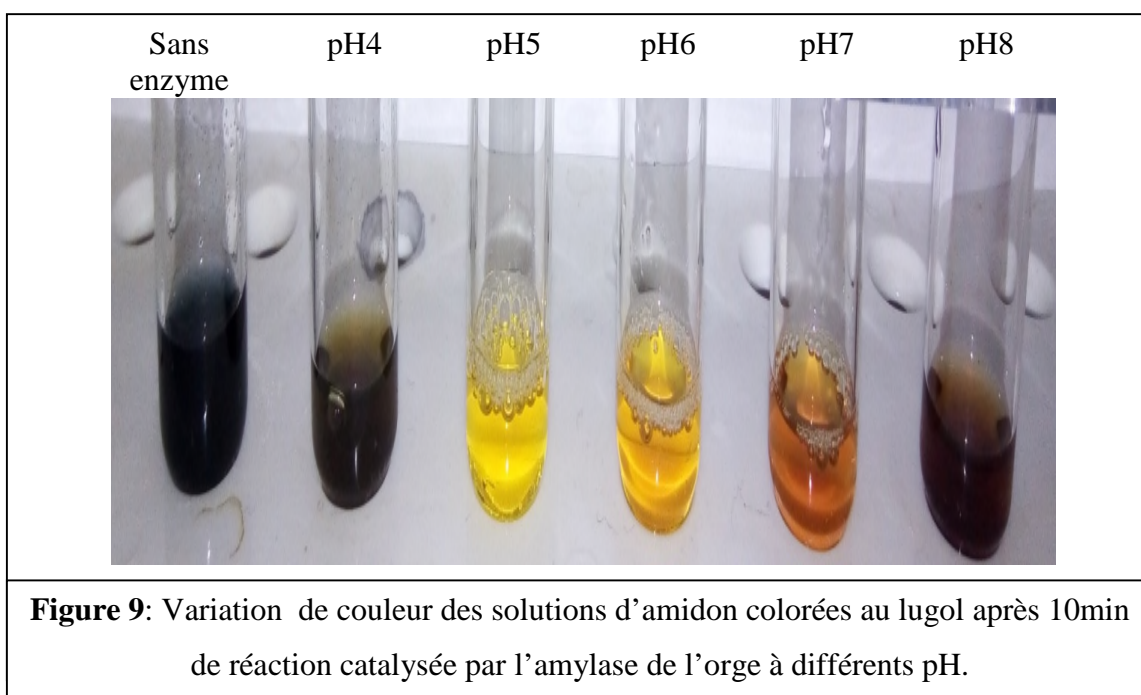 Sans enzyme pH4 pH5 pH6 pH7 pH8
Figure 9: Variation de couleur des solutions d’amidon colorées au lugol après 10min
de réaction catalysée par l’amylase de l’orge à différents pH.